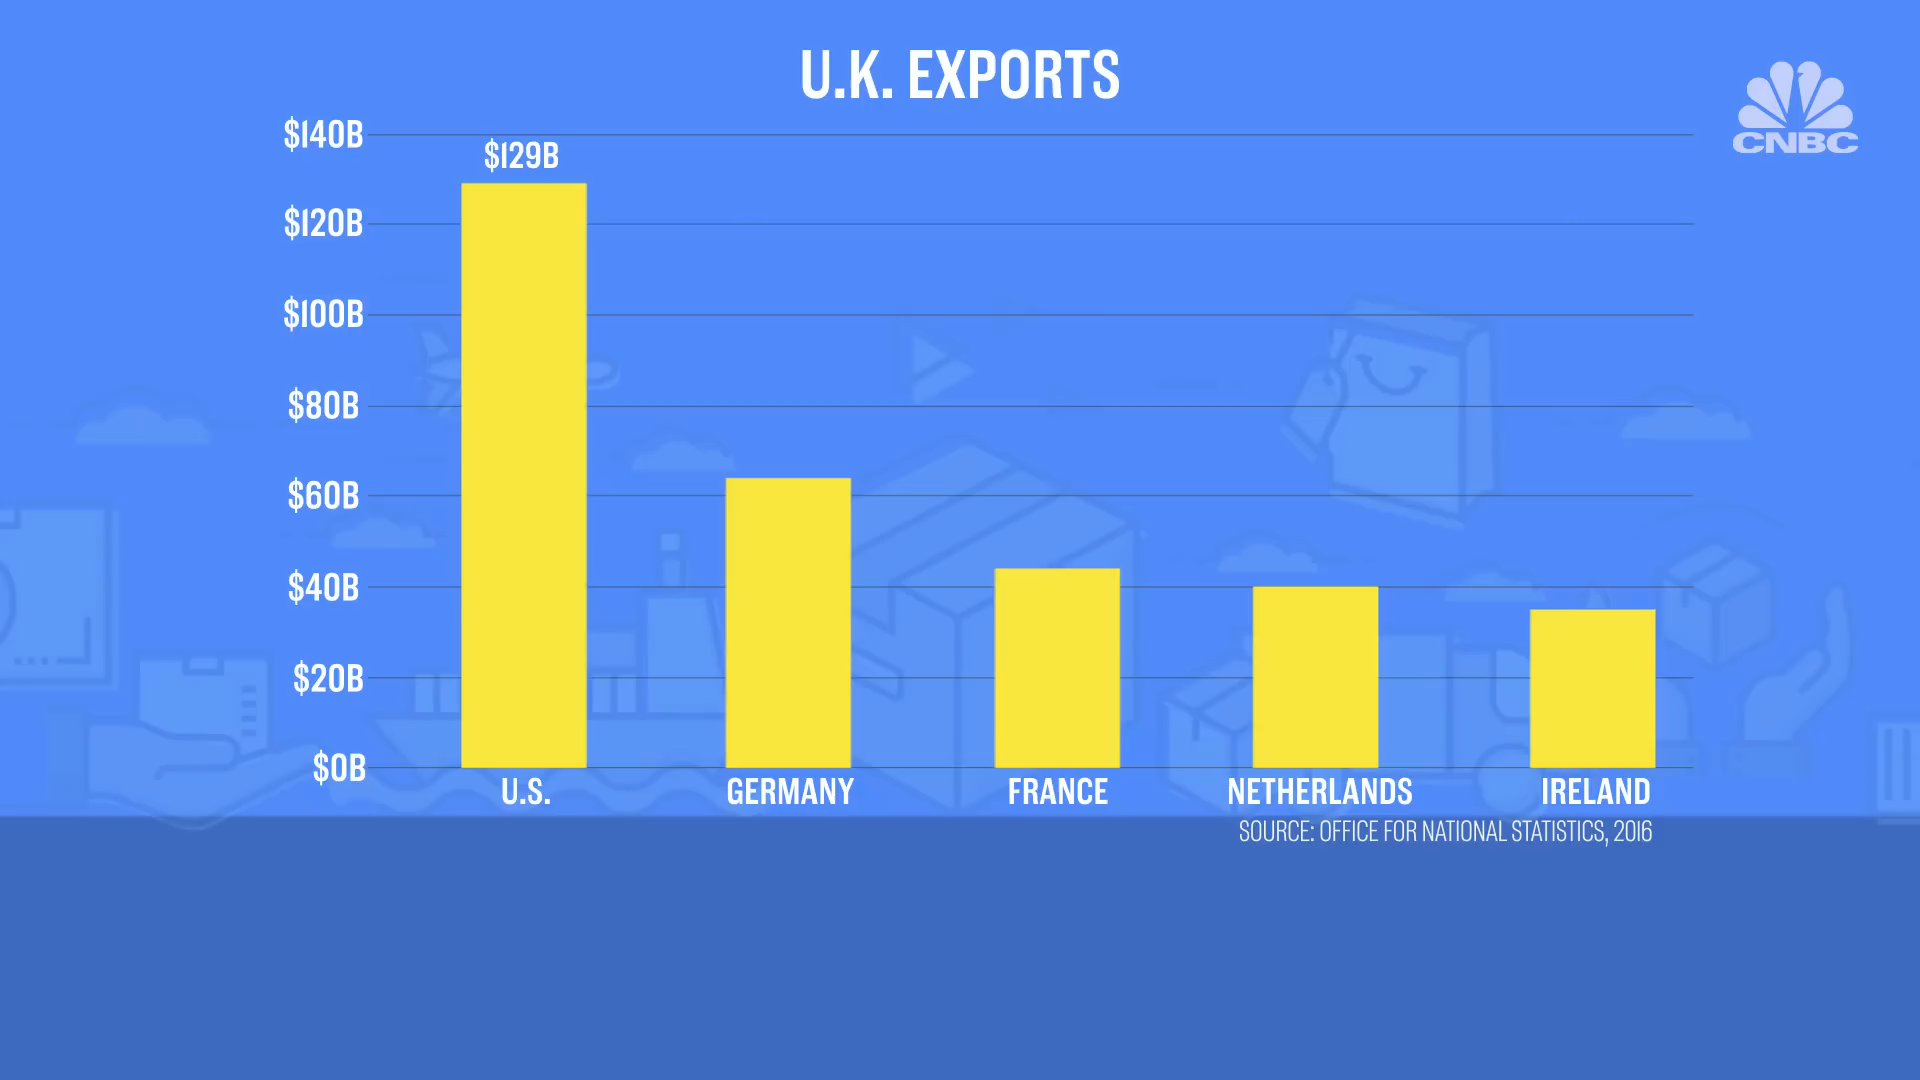 U.K. EXPORTS
CNBC
$140B
$129B
$120B
$100B
$80B
$60B
$40B
$20B
$0B
U.S.
GERMANY
FRANCE
NETHERLANDS
IRELAND
SOURCE: OFFICE FOR NATIONAL STATISTICS, 2016